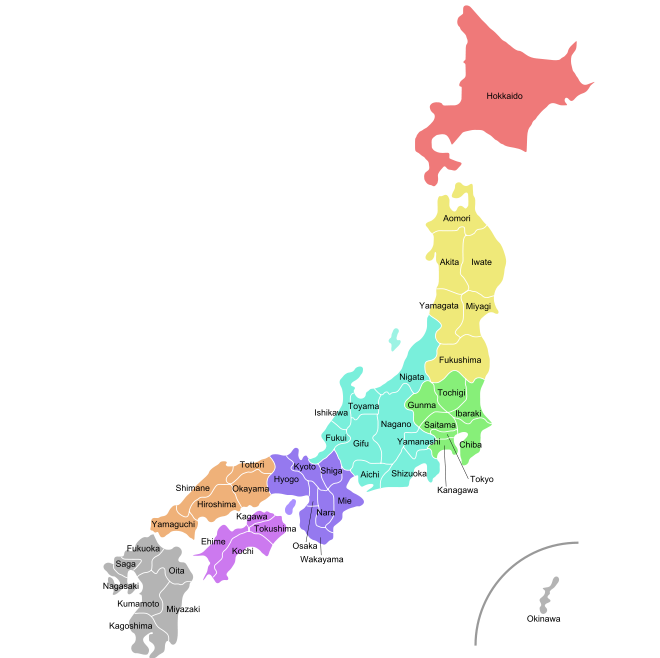 Hokkaido
Aomori
Akita
Iwate
Yamagata
Miyagi
Fukushima
Nigata
Tochigi
Gunma
Ibaraki
Toyama
Ishikawa
Nagano
Saitama
Fukui
Gifu
Yamanashi
Chiba
Tottori
Kyoto
Shiga
Aichi
Shizuoka
Hyogo
Tokyo
Shimane
Okayama
Kanagawa
Mie
Hiroshima
Nara
Kagawa
Yamaguchi
Tokushima
Ehime
Osaka
Fukuoka
Kochi
Wakayama
Saga
Oita
Nagasaki
Kumamoto
Miyazaki
Okinawa
Kagoshima